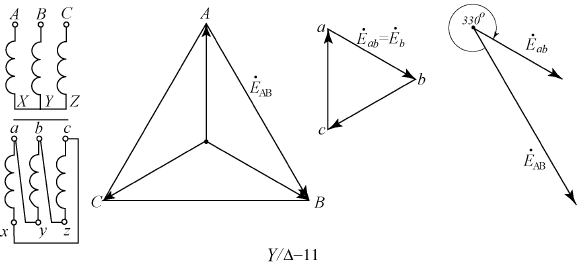 A B C
X Y Z
a b c
x y z
A
Ė_AB
C B
a
Ė_ab=Ė_b
b
c
330°
Ė_ab
Ė_AB
Y/Δ−11